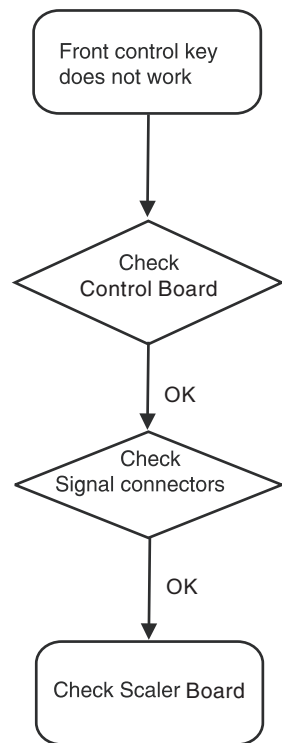 Front control key
does not work
Check
Control Board
OK
Check
Signal connectors
OK
Check Scaler Board